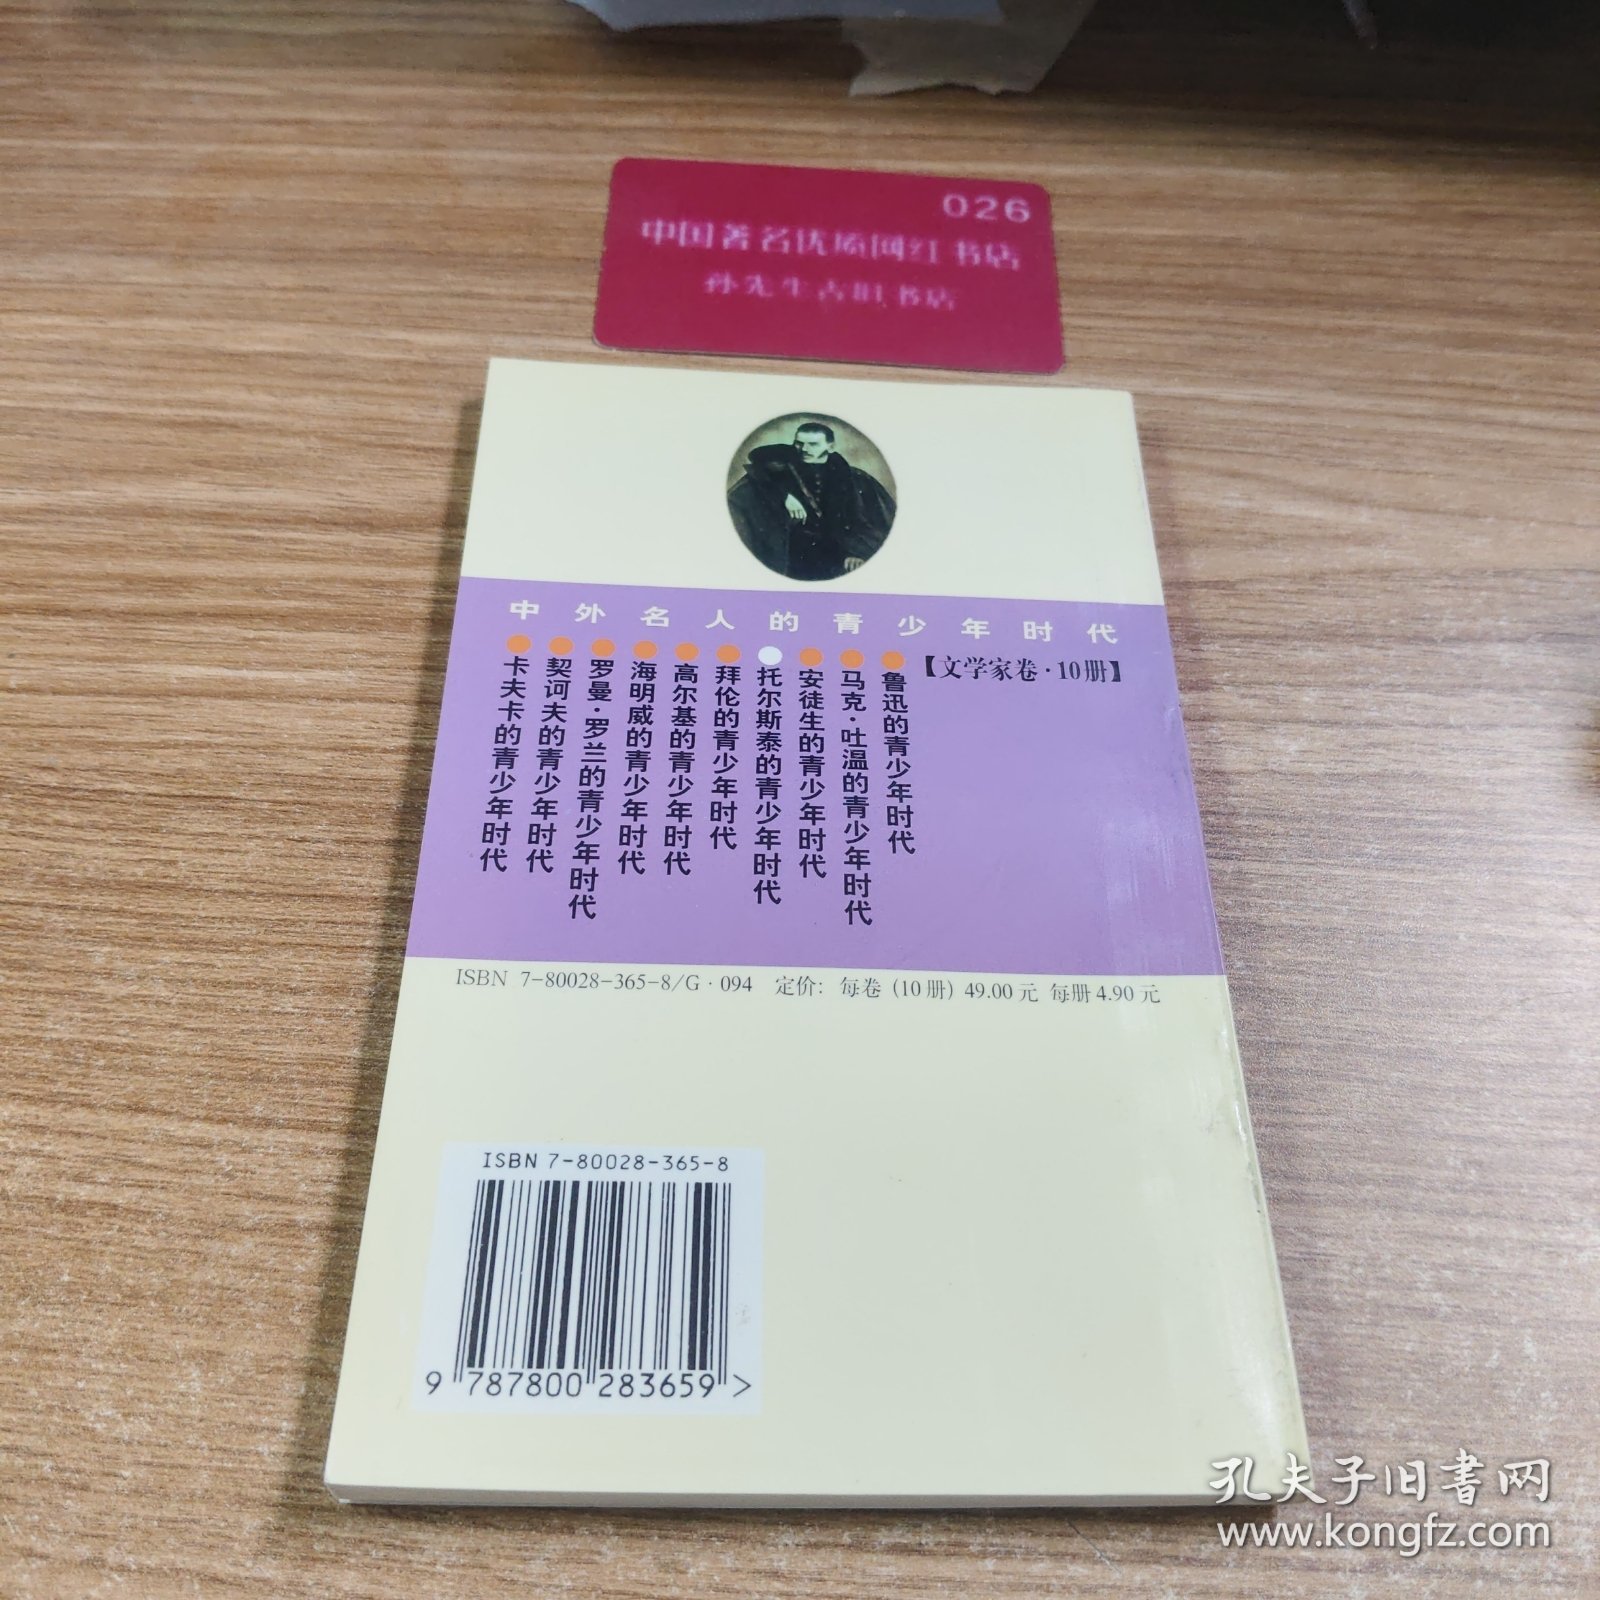 026
中国著名优质网红书店
孙先生古旧书店
中外名人的青少年时代
【文学家卷·10册】
鲁迅的青少年时代
马克·吐温的青少年时代
安徒生的青少年时代
托尔斯泰的青少年时代
拜伦的青少年时代
高尔基的青少年时代
海明威的青少年时代
罗曼·罗兰的青少年时代
契诃夫的青少年时代
卡夫卡的青少年时代
ISBN 7-80028-365-8/G·094 定价：每卷（10册）49.00元 每册4.90元
ISBN 7-80028-365-8
9 787800 283659 >
孔夫子旧书网
www.kongfz.com